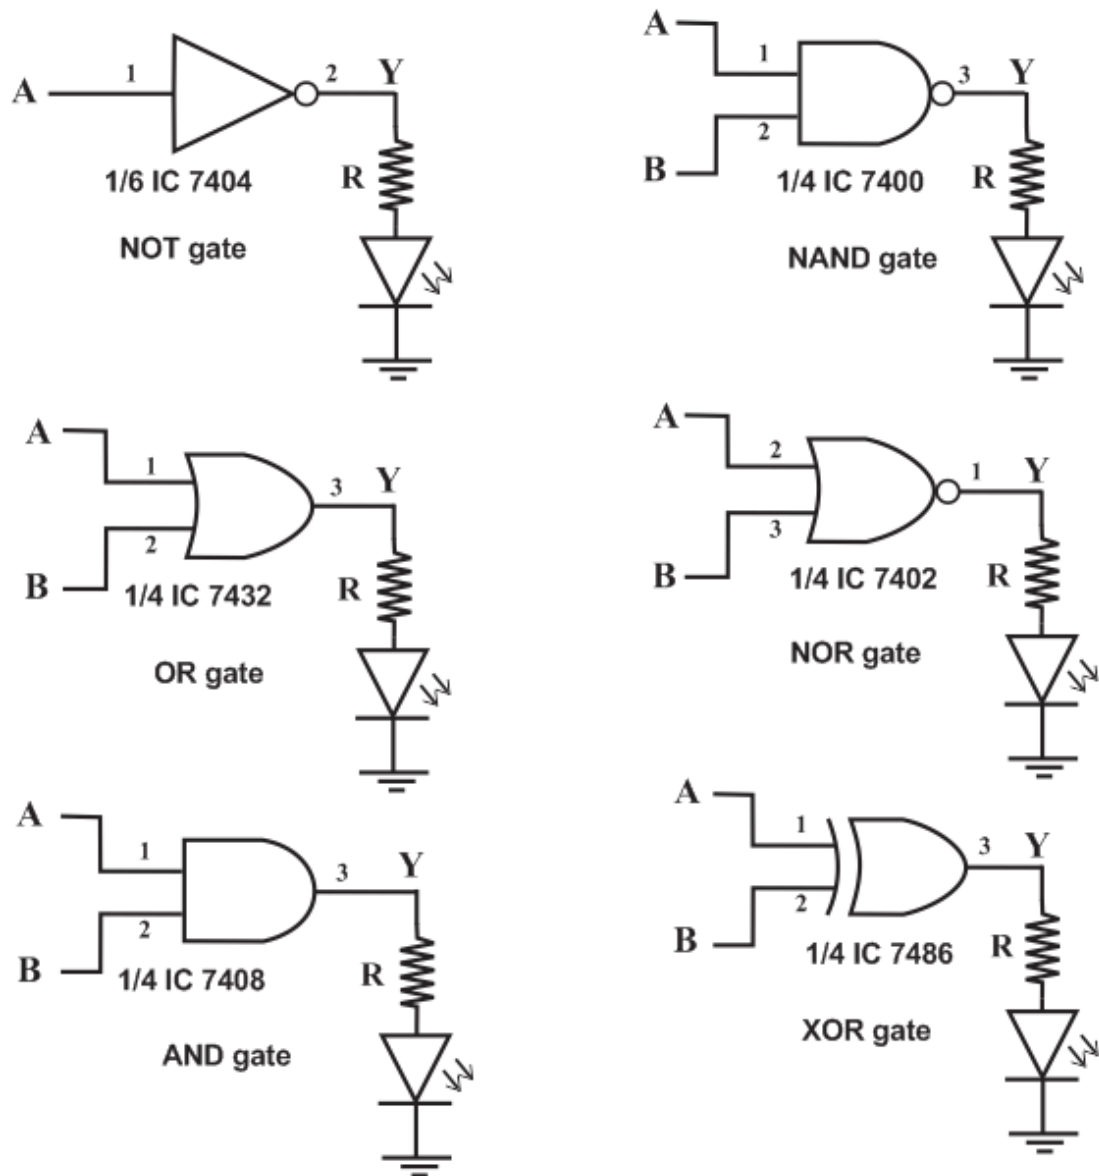 A 1 2 Y
1/6 IC 7404
R
NOT gate
A
1
3 Y
2
B
1/4 IC 7400
R
NAND gate
A
1
3 Y
2
B
1/4 IC 7432
R
OR gate
A
2
1 Y
3
B
1/4 IC 7402
R
NOR gate
A
1
3 Y
2
B
1/4 IC 7408
R
AND gate
A
1
3 Y
2
B
1/4 IC 7486
R
XOR gate